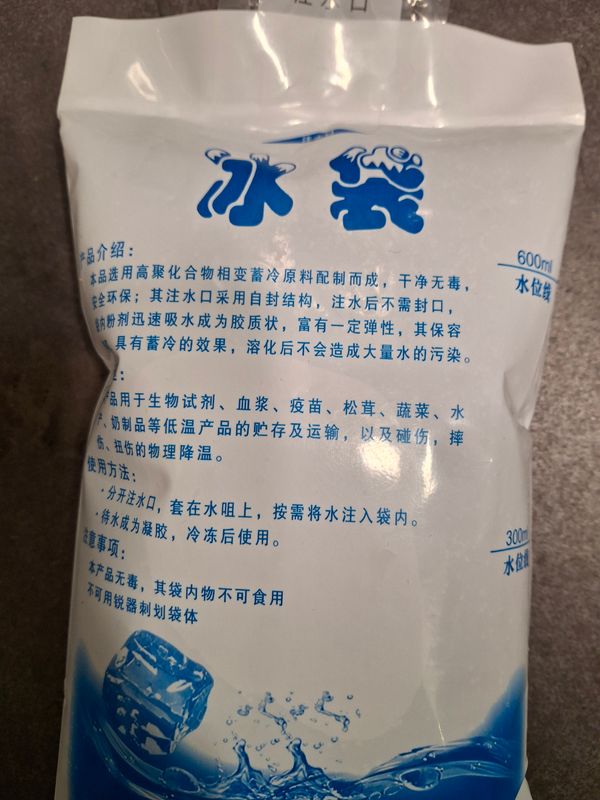 注水口
冰袋
产品介绍：
本品选用高聚化合物相变蓄冷原料配制而成，干净无毒，
安全环保；其注水口采用自封结构，注水后不需封口，
内粉剂迅速吸水成为胶质状，富有一定弹性，其保容
具有蓄冷的效果，溶化后不会造成大量水的污染。
：
产品用于生物试剂、血浆、疫苗、松茸、蔬菜、水
产、奶制品等低温产品的贮存及运输，以及碰伤，摔
伤、扭伤的物理降温。
使用方法：
·分开注水口，套在水咀上，按需将水注入袋内。
·待水成为凝胶，冷冻后使用。
注意事项：
本产品无毒，其袋内物不可食用
不可用锐器刺划袋体
600ml
水位线
300ml
水位线